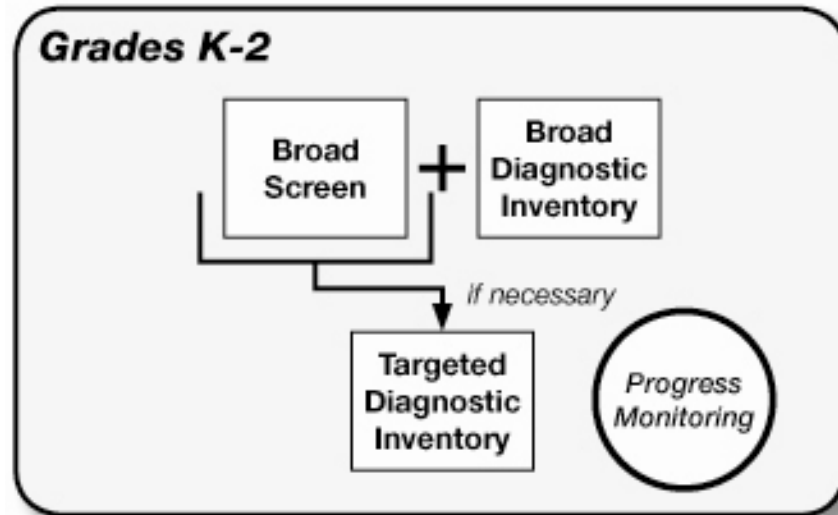 Grades K-2
Broad
Screen
+
Broad
Diagnostic
Inventory
if necessary
Targeted
Diagnostic
Inventory
Progress
Monitoring